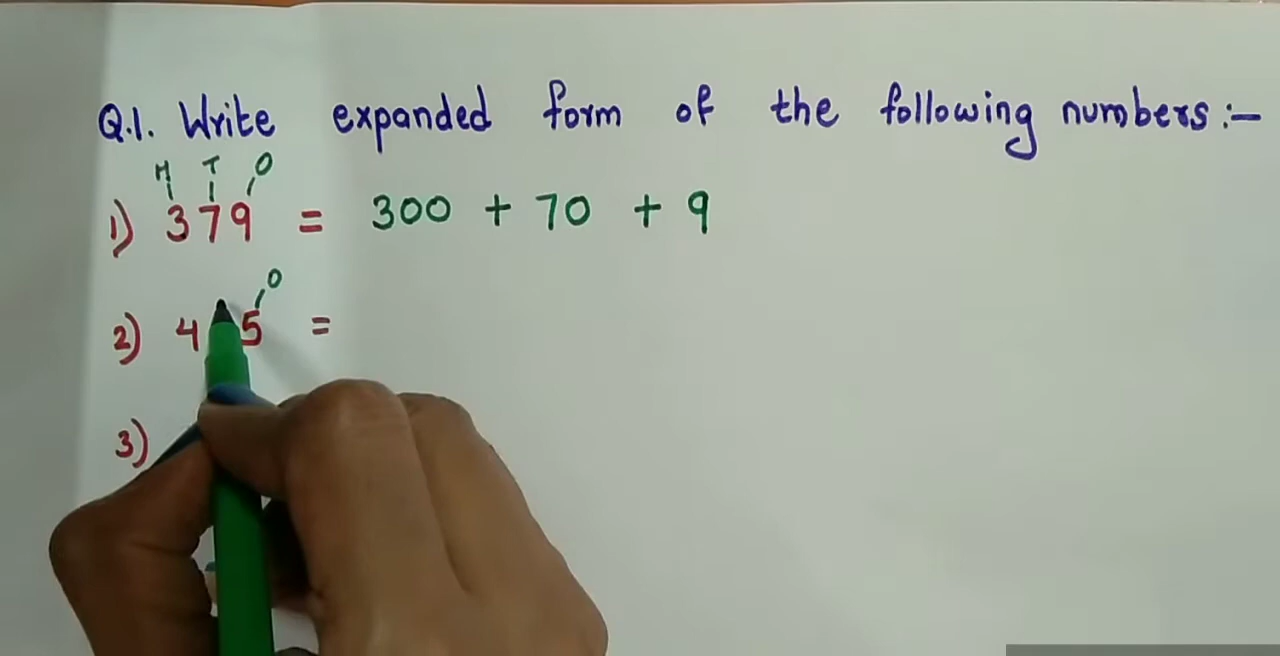 Q.1. Write expanded form of the following numbers:-
H T O
1) 379 = 300 + 70 + 9
O
2) 4 5 =
3)